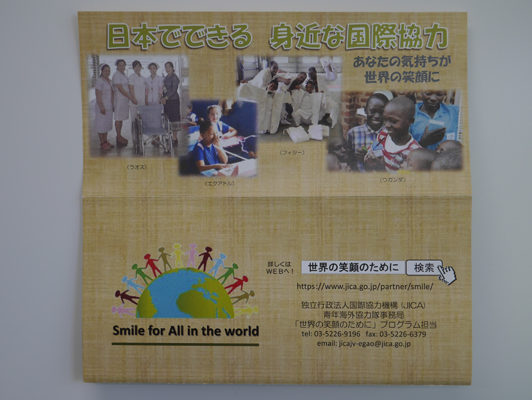 日本でできる 身近な国際協力
あなたの気持ちが
世界の笑顔に
(ラオス)
(エクアドル)
(フィジー)
(ウガンダ)
詳しくは
WEBへ!
世界の笑顔のために 検索
https://www.jica.go.jp/partner/smile/
独立行政法人国際協力機構(JICA)
青年海外協力隊事務局
「世界の笑顔のために」プログラム担当
tel: 03-5226-9196 fax: 03-5226-6379
email: jicajv-egao@jica.go.jp
Smile for All in the world